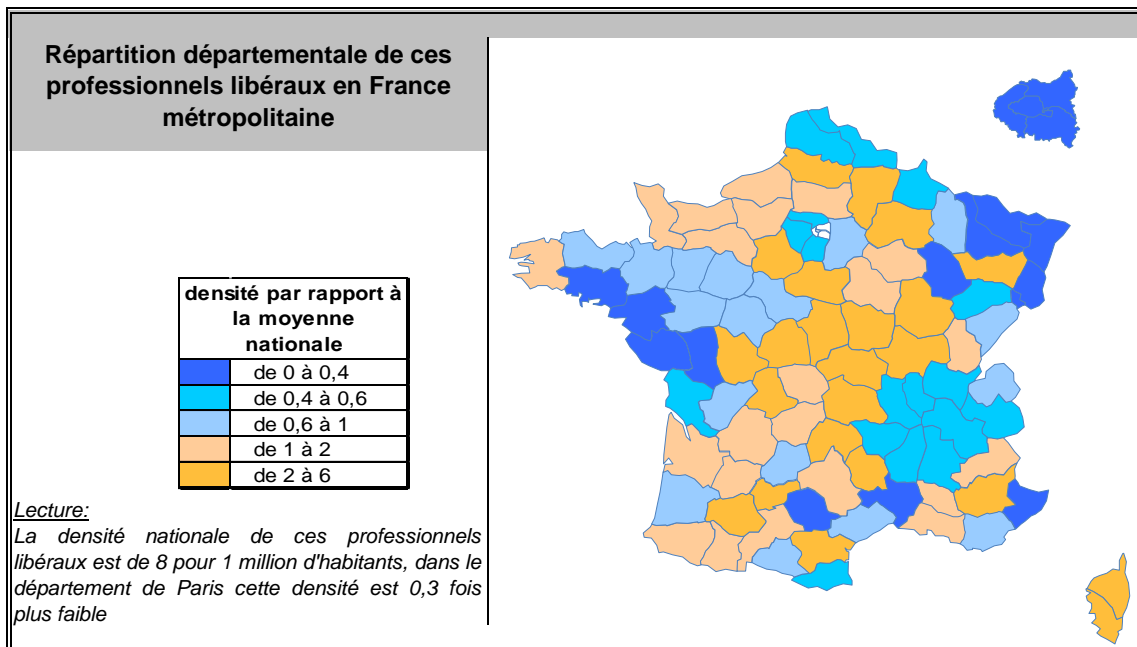 Répartition départementale de ces
professionnels libéraux en France
métropolitaine
densité par rapport à
la moyenne
nationale
de 0 à 0,4
de 0,4 à 0,6
de 0,6 à 1
de 1 à 2
de 2 à 6
Lecture:
La densité nationale de ces professionnels
libéraux est de 8 pour 1 million d'habitants, dans le
département de Paris cette densité est 0,3 fois
plus faible